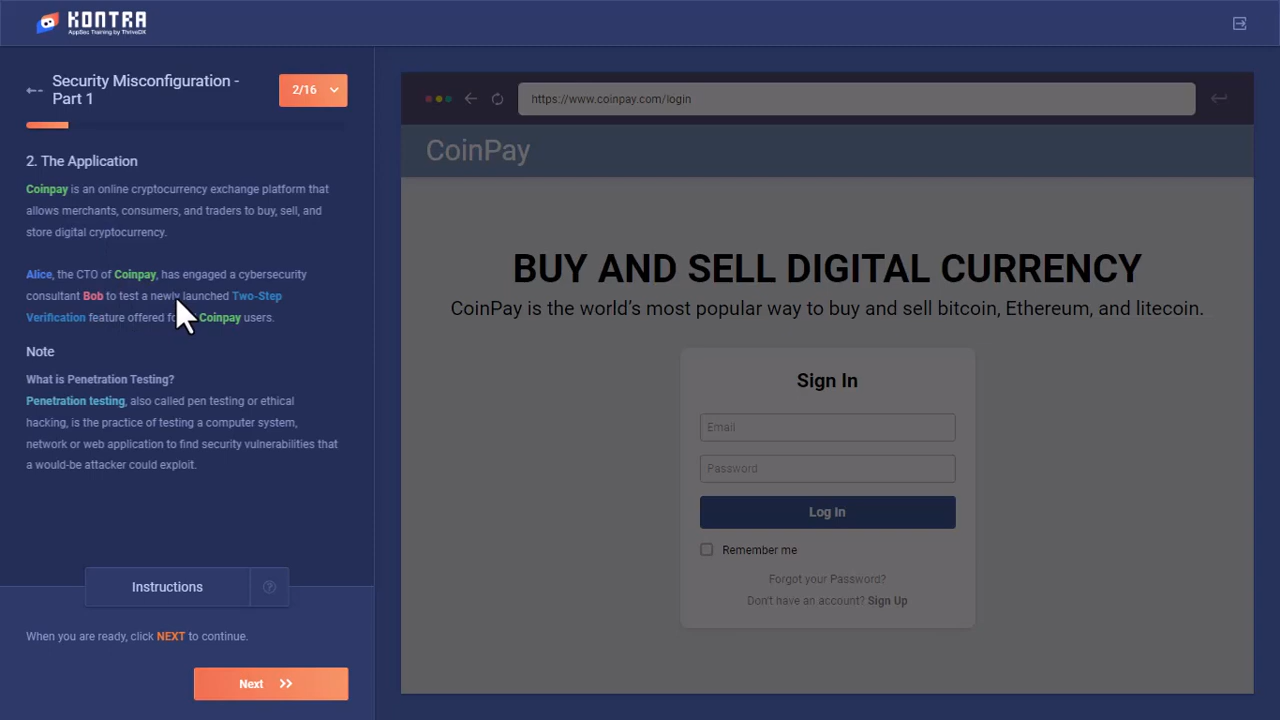 KONTRA
AppSec Training by ThriveDX
Security Misconfiguration -
Part 1
2/16
2. The Application
Coinpay is an online cryptocurrency exchange platform that
allows merchants, consumers, and traders to buy, sell, and
store digital cryptocurrency.
Alice, the CTO of Coinpay, has engaged a cybersecurity
consultant Bob to test a newly launched Two-Step
Verification feature offered Coinpay users.
Note
What is Penetration Testing?
Penetration testing, also called pen testing or ethical
hacking, is the practice of testing a computer system,
network or web application to find security vulnerabilities that
a would-be attacker could exploit.
Instructions
?
When you are ready, click NEXT to continue.
Next
https://www.coinpay.com/login
CoinPay
BUY AND SELL DIGITAL CURRENCY
CoinPay is the world's most popular way to buy and sell bitcoin, Ethereum, and litecoin.
Sign In
Email
Password
Log In
Remember me
Forgot your Password?
Don't have an account? Sign Up